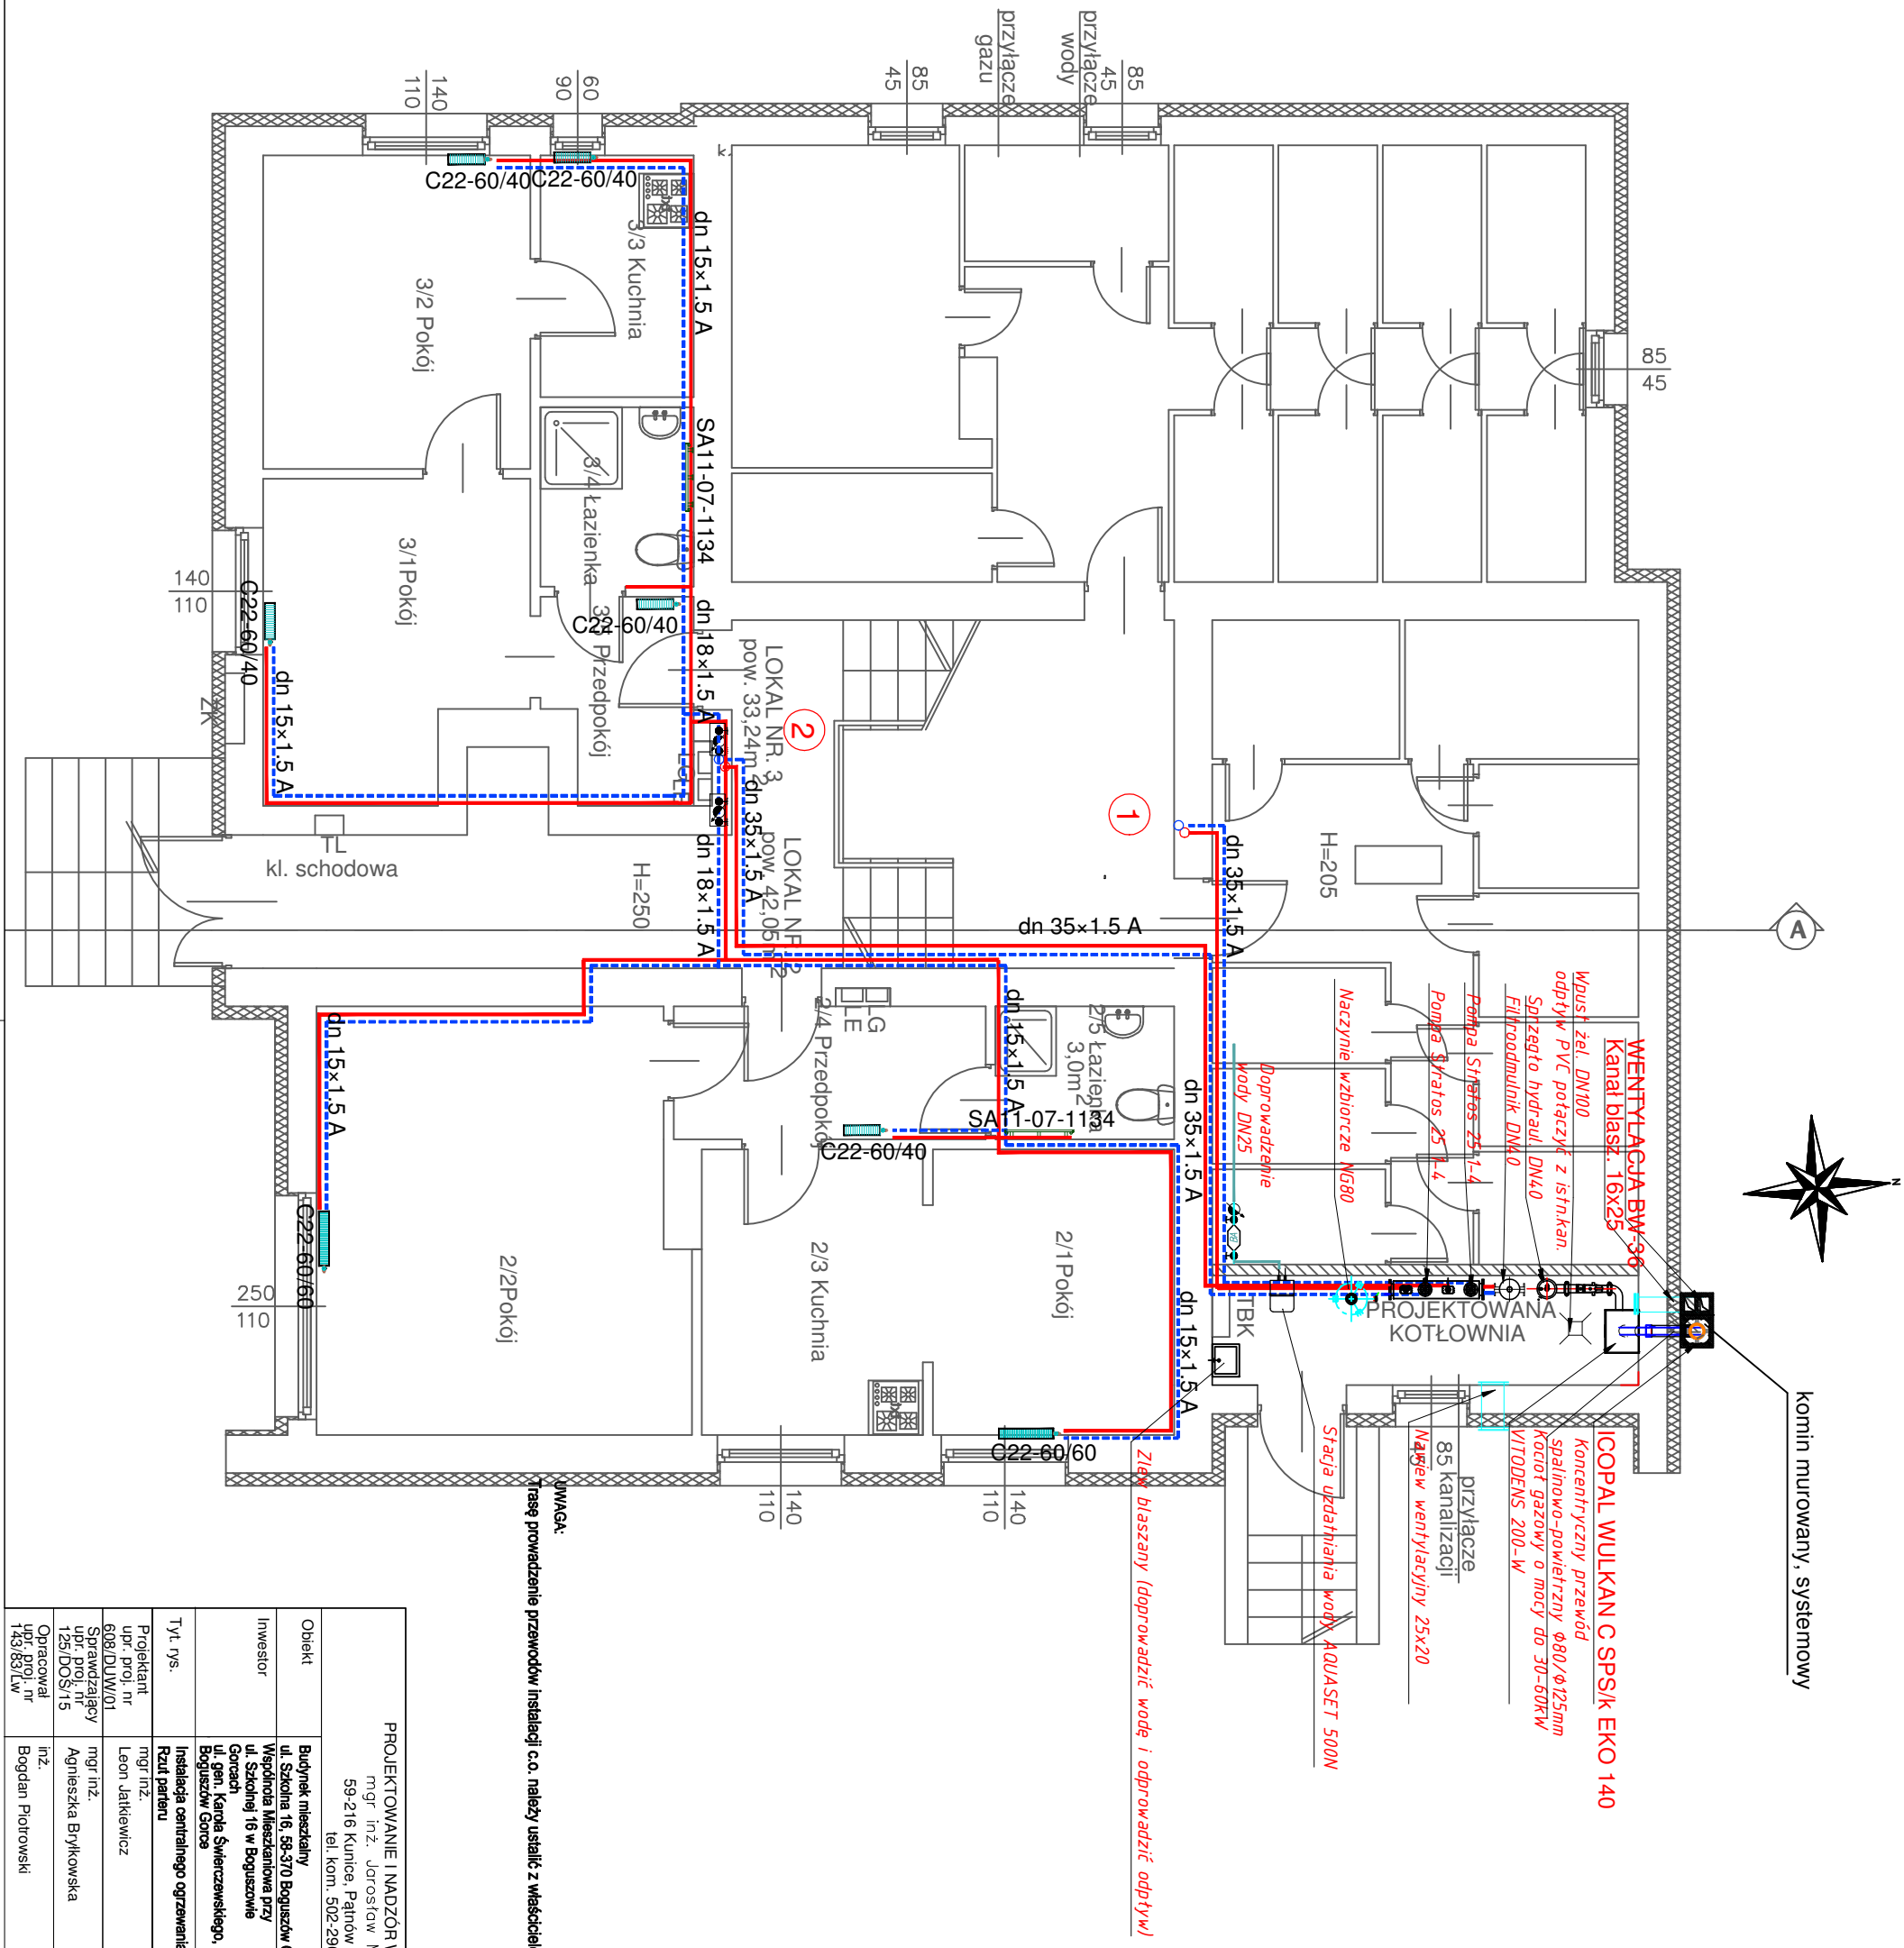 85
45
przyłącze
wody
przyłącze
gazu
85
45
60
90
140
110
85
45
C22-60/40
C22-60/40
dn 15×1.5 A
3/3 Kuchnia
3/2 Pokój
SA11-07-1134
3/4 Łazienka
3/1Pokój
140
110
C22-60/40
C22-60/40
Przedpokój
dn 18×1.5 A
LOKAL NR. 3
pow. 33,24m
2
dn 15×1.5 A
ZK
TL
kl. schodowa
dn 35×1.5 A
dn 18×1.5 A
LOKAL NR 2
pow. 42,05m2
H=250
1
dn 35×1.5 A
H=205
dn 35×1.5 A
A
LG
LE
2/4 Przedpokój
dn 15×1.5 A
2/5 Łazienka
3,0m2
SA11-07-1134
C22-60/40
dn 15×1.5 A
C22-60/60
250
110
2/2Pokój
2/3 Kuchnia
2/1Pokój
dn 35×1.5 A
dn 15×1.5 A
C22-60/60
140
110
140
110
TBK
PROJEKTOWANA
KOTŁOWNIA
Doprowadzenie
wody DN25
Naczynie wzbiorcze NG80
Pompa Stratos 25 1-4
Pompa Stratos 25 1-4
Filtroodmulnik DN40
Sprzęgło hydraul. DN40
Wpust żel. DN100
odpływ PVC połączyć z istn.kan.
WENTYLACJA BW-36
Kanał blasz. 16x25
N
komin murowany, systemowy
ICOPAL WULKAN C SPS/k EKO 140
Koncentryczny przewód
spalinowo-powietrzny ф80/ф125mm
Kocioł gazowy o mocy do 30-60kW
VITODENS 200-W
przyłącze
kanalizacji
85
Nawiew wentylacyjny 25x20
Stacja uzdatniania wody AQUASET 500N
Zlew blaszany (doprowadzić wodę i odprowadzić odpływ)
UWAGA:
Trasę prowadzenie przewodów instalacji c.o. należy ustalić z
PROJEKTOWANIE I NADZÓR
mgr inż. Jarosław
59-216 Kunice, Pątnów
tel. kom. 502-29
Obiekt
Budynek mieszkalny
ul. Szkolna 16, 58-370 Boguszów
Inwestor
Wspólnota Mieszkaniowa przy
ul. Szkolnej 16 w Boguszowie
Gorcach
ul. gen. Karola Świerczewskiego,
Boguszów Gorce
Tyt. rys.
Instalacja centralnego ogrzewania
Rzut parteru
Projektant
upr. proj. nr
608/DUW/01
mgr inż.
Leon Jatkiewicz
Sprawdzający
upr. proj. nr
125/DOŚ/15
mgr inż.
Agnieszka Bryłkowska
Opracował
upr. proj. nr
143/83/Lw
inż.
Bogdan Piotrowski